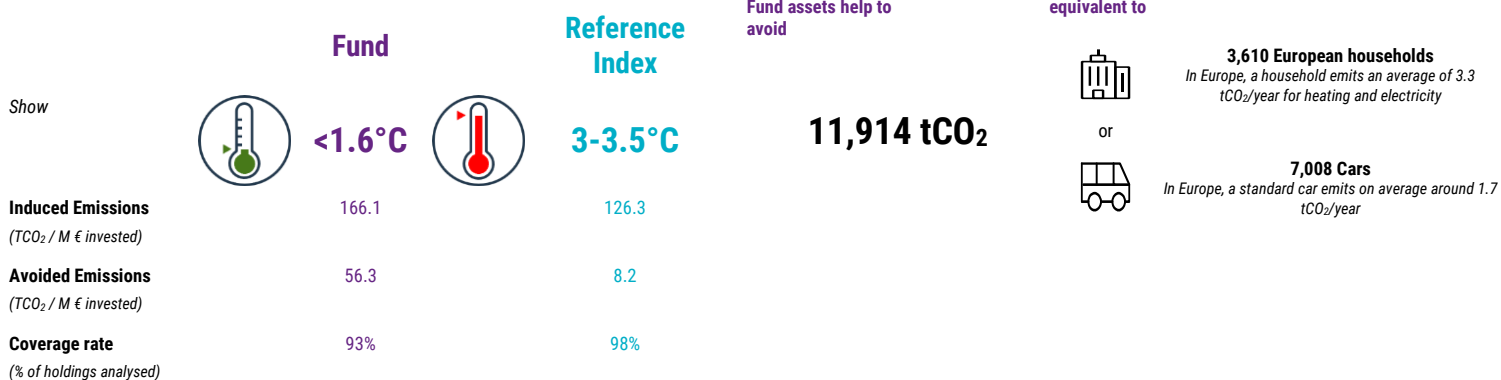 Fund
Reference
Index
Show
<1.6°C
3-3.5°C
Induced Emissions
166.1
126.3
(TCO₂ / M € invested)
Avoided Emissions
56.3
8.2
(TCO₂ / M € invested)
Coverage rate
93%
98%
(% of holdings analysed)
Fund assets help to
avoid
11,914 tCO₂
equivalent to
3,610 European households
In Europe, a household emits an average of 3.3
tCO₂/year for heating and electricity
or
7,008 Cars
In Europe, a standard car emits on average around 1.7
tCO₂/year